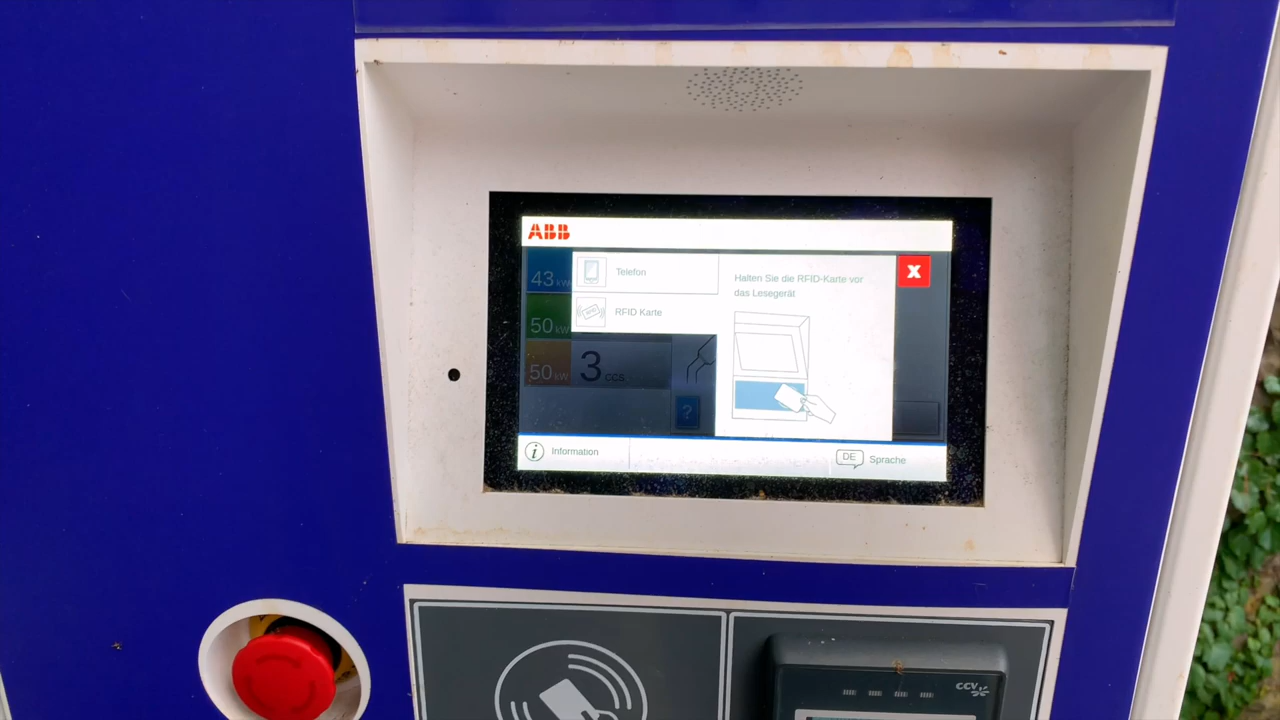 ABB
43 kW
50 kW
50 kW
3 CCS
?
Telefon
RFID Karte
Halten Sie die RFID-Karte vor
das Lesegerät
X
i Information
DE Sprache
CCV